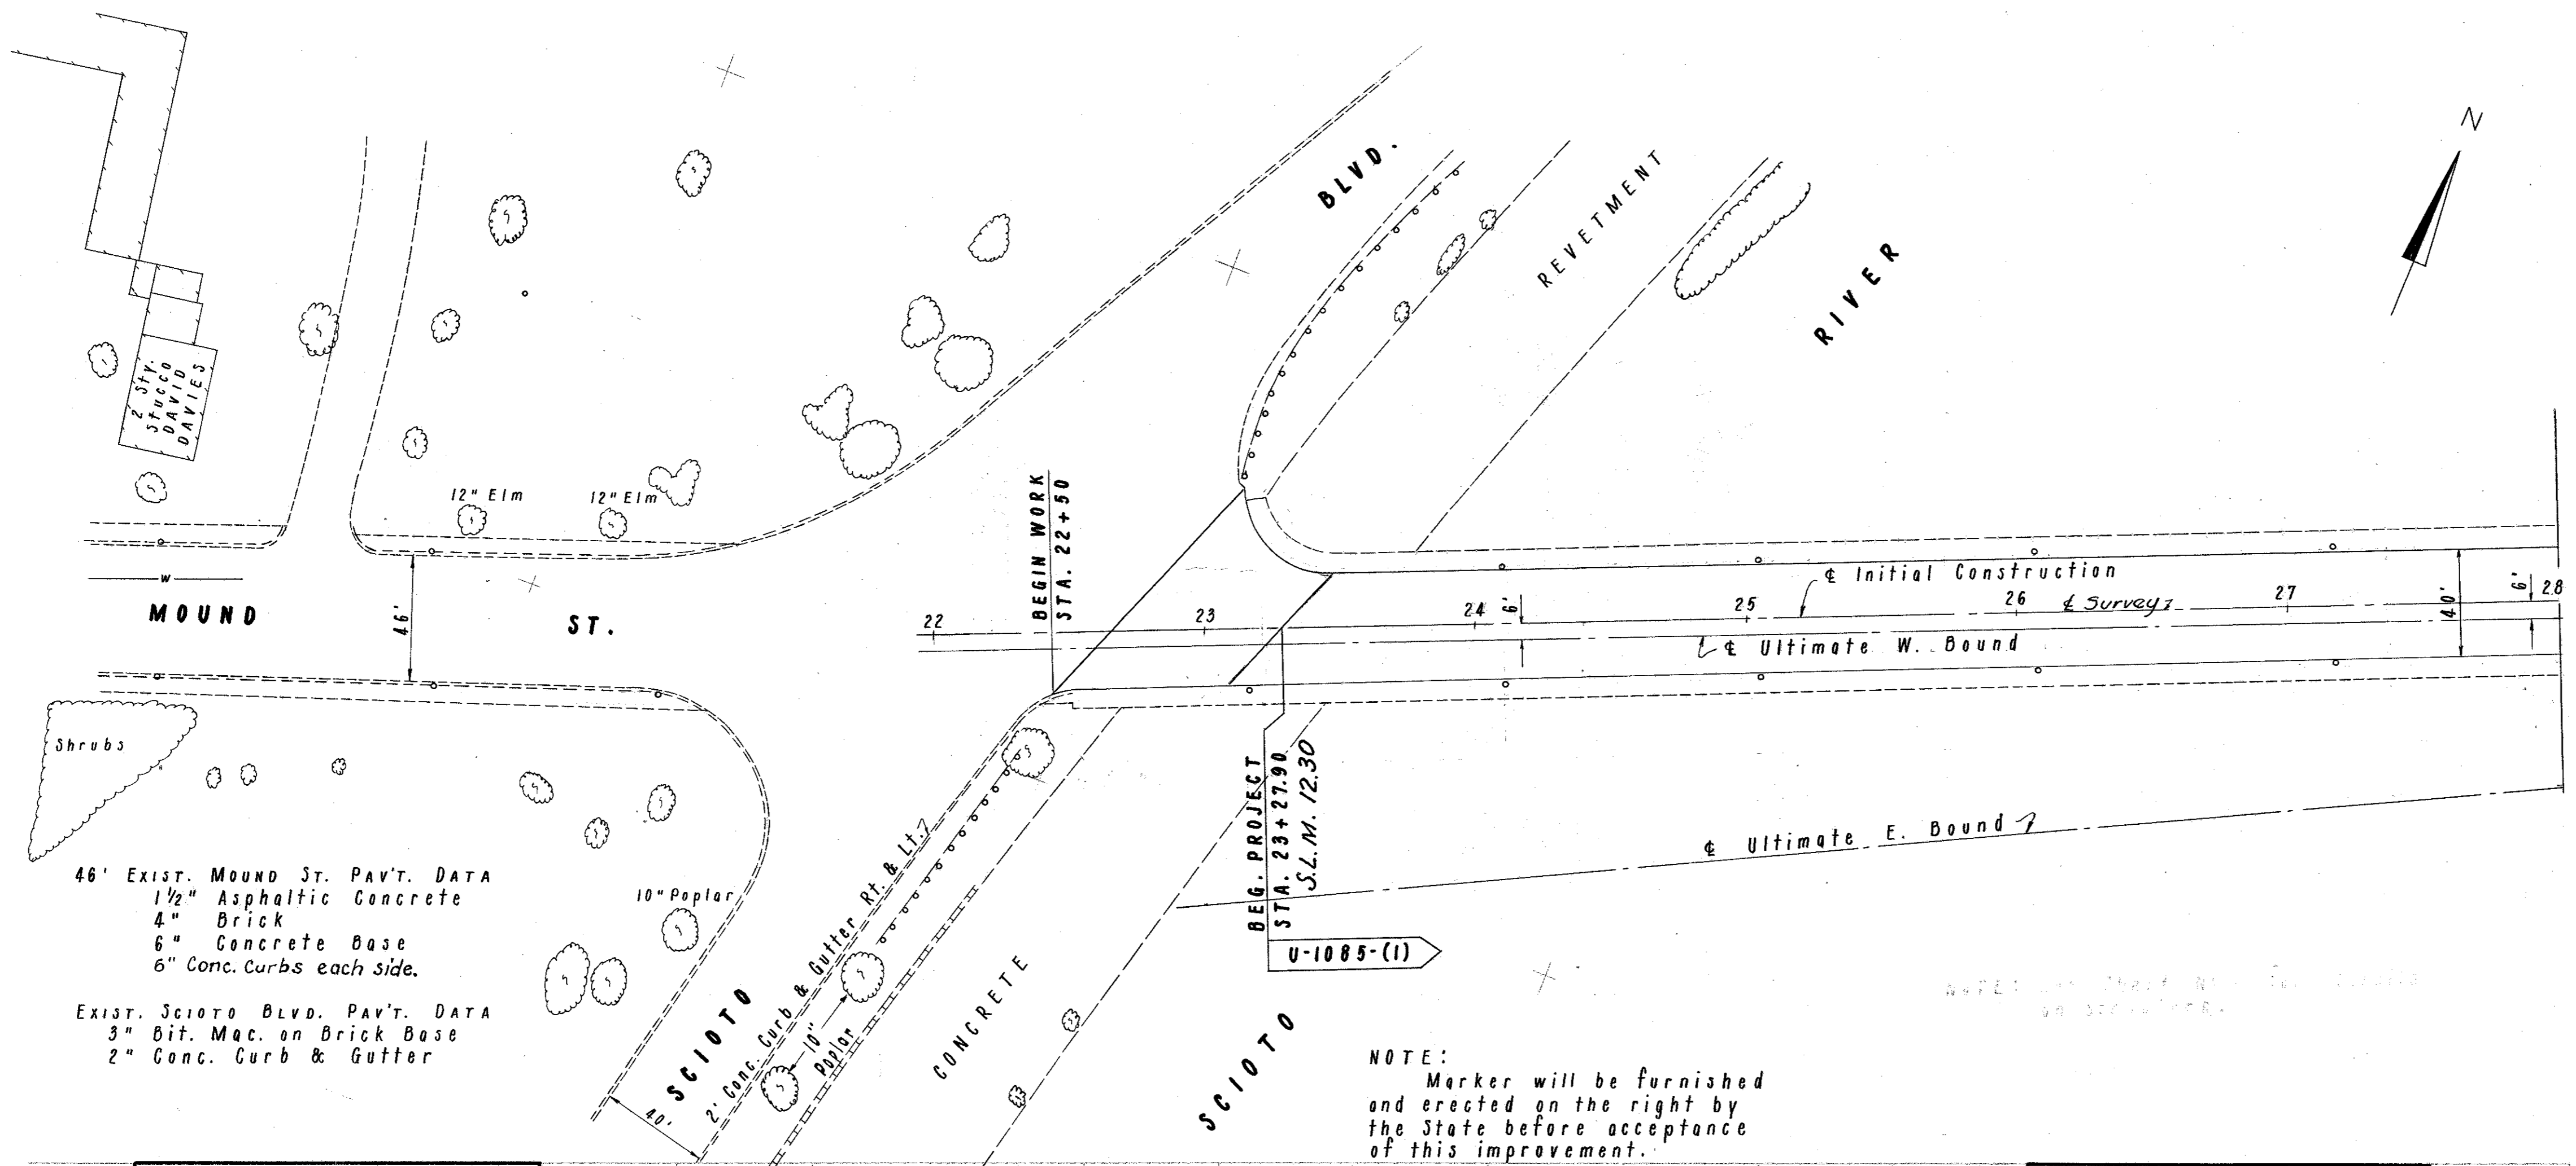 N
BLVD.
REVETMENT
RIVER
2 Sty.
Stucco
DAVID
DAVIES
12" Elm
12" Elm
BEGIN WORK
STA. 22+50
W
MOUND
46'
ST.
22
23
24
6'
25
26
27
28
℄ Initial Construction
℄ Survey
40'
6'
℄ Ultimate W. Bound
Shrubs
BEG. PROJECT
STA. 23+27.90
S.L.M. 12.30
U-1085-(1)
℄ Ultimate E. Bound
46' EXIST. MOUND ST. PAV'T. DATA
1½" Asphaltic Concrete
4" Brick
6" Concrete Base
6" Conc. Curbs each side.
10" Poplar
EXIST. SCIOTO BLVD. PAV'T. DATA
3" Bit. Mac. on Brick Base
2" Conc. Curb & Gutter
SCIOTO
40'
2' Conc. Curb & Gutter Rt. & Lt.
10"
Poplar
CONCRETE
SCIOTO
NOTE:
Marker will be furnished
and erected on the right by
the State before acceptance
of this improvement.